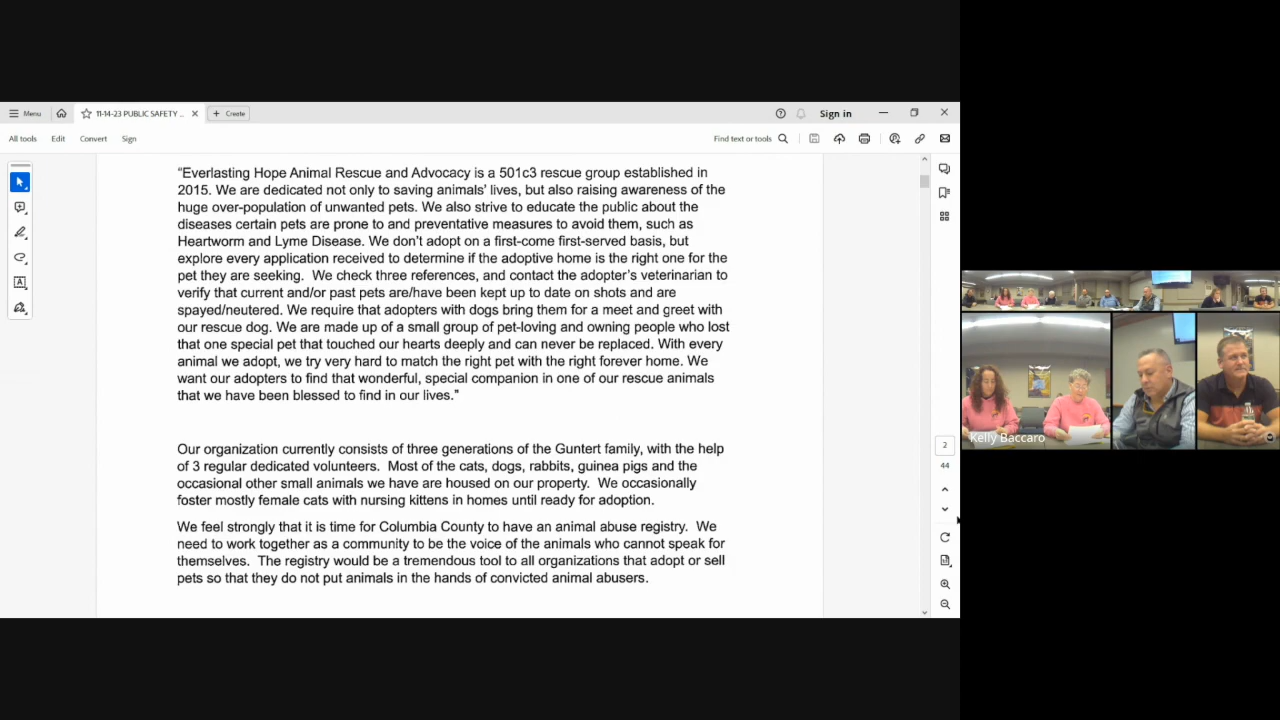 Menu
11-14-23 PUBLIC SAFETY ...
Create
Sign in
All tools
Edit
Convert
Sign
Find text or tools
“Everlasting Hope Animal Rescue and Advocacy is a 501c3 rescue group established in
2015. We are dedicated not only to saving animals’ lives, but also raising awareness of the
huge over-population of unwanted pets. We also strive to educate the public about the
diseases certain pets are prone to and preventative measures to avoid them, such as
Heartworm and Lyme Disease. We don’t adopt on a first-come first-served basis, but
explore every application received to determine if the adoptive home is the right one for the
pet they are seeking. We check three references, and contact the adopter’s veterinarian to
verify that current and/or past pets are/have been kept up to date on shots and are
spayed/neutered. We require that adopters with dogs bring them for a meet and greet with
our rescue dog. We are made up of a small group of pet-loving and owning people who lost
that one special pet that touched our hearts deeply and can never be replaced. With every
animal we adopt, we try very hard to match the right pet with the right forever home. We
want our adopters to find that wonderful, special companion in one of our rescue animals
that we have been blessed to find in our lives.”
Our organization currently consists of three generations of the Guntert family, with the help
of 3 regular dedicated volunteers. Most of the cats, dogs, rabbits, guinea pigs and the
occasional other small animals we have are housed on our property. We occasionally
foster mostly female cats with nursing kittens in homes until ready for adoption.
We feel strongly that it is time for Columbia County to have an animal abuse registry. We
need to work together as a community to be the voice of the animals who cannot speak for
themselves. The registry would be a tremendous tool to all organizations that adopt or sell
pets so that they do not put animals in the hands of convicted animal abusers.
2
44
Kelly Baccaro